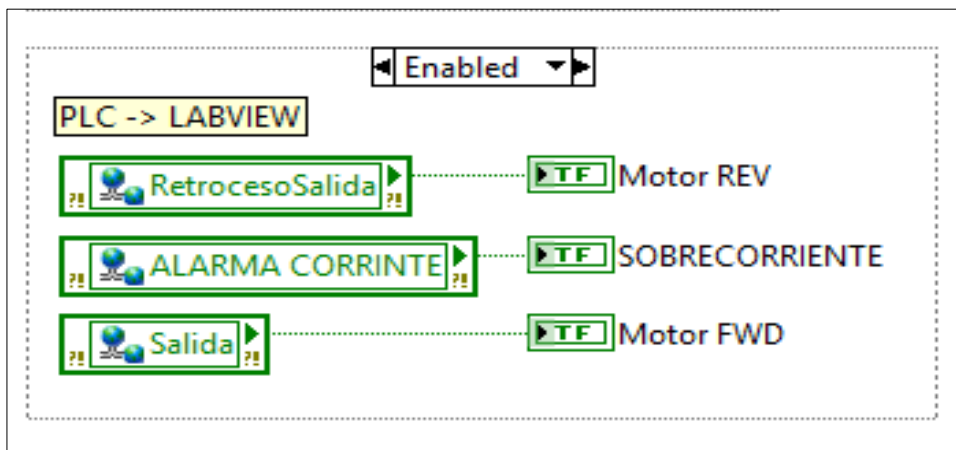 Enabled
PLC -> LABVIEW
?! RetrocesoSalida ?! TF Motor REV
?! ALARMA CORRINTE ?! TF SOBRECORRIENTE
?! Salida ?! TF Motor FWD